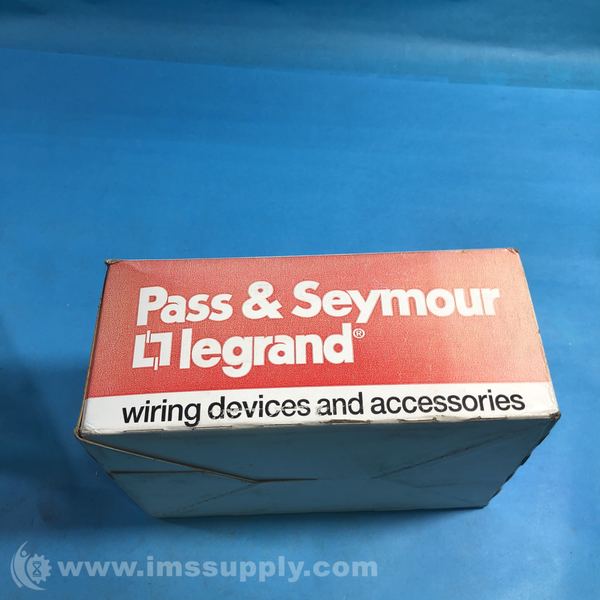 Pass & Seymour
legrand®
wiring devices and accessories
www.imssupply.com